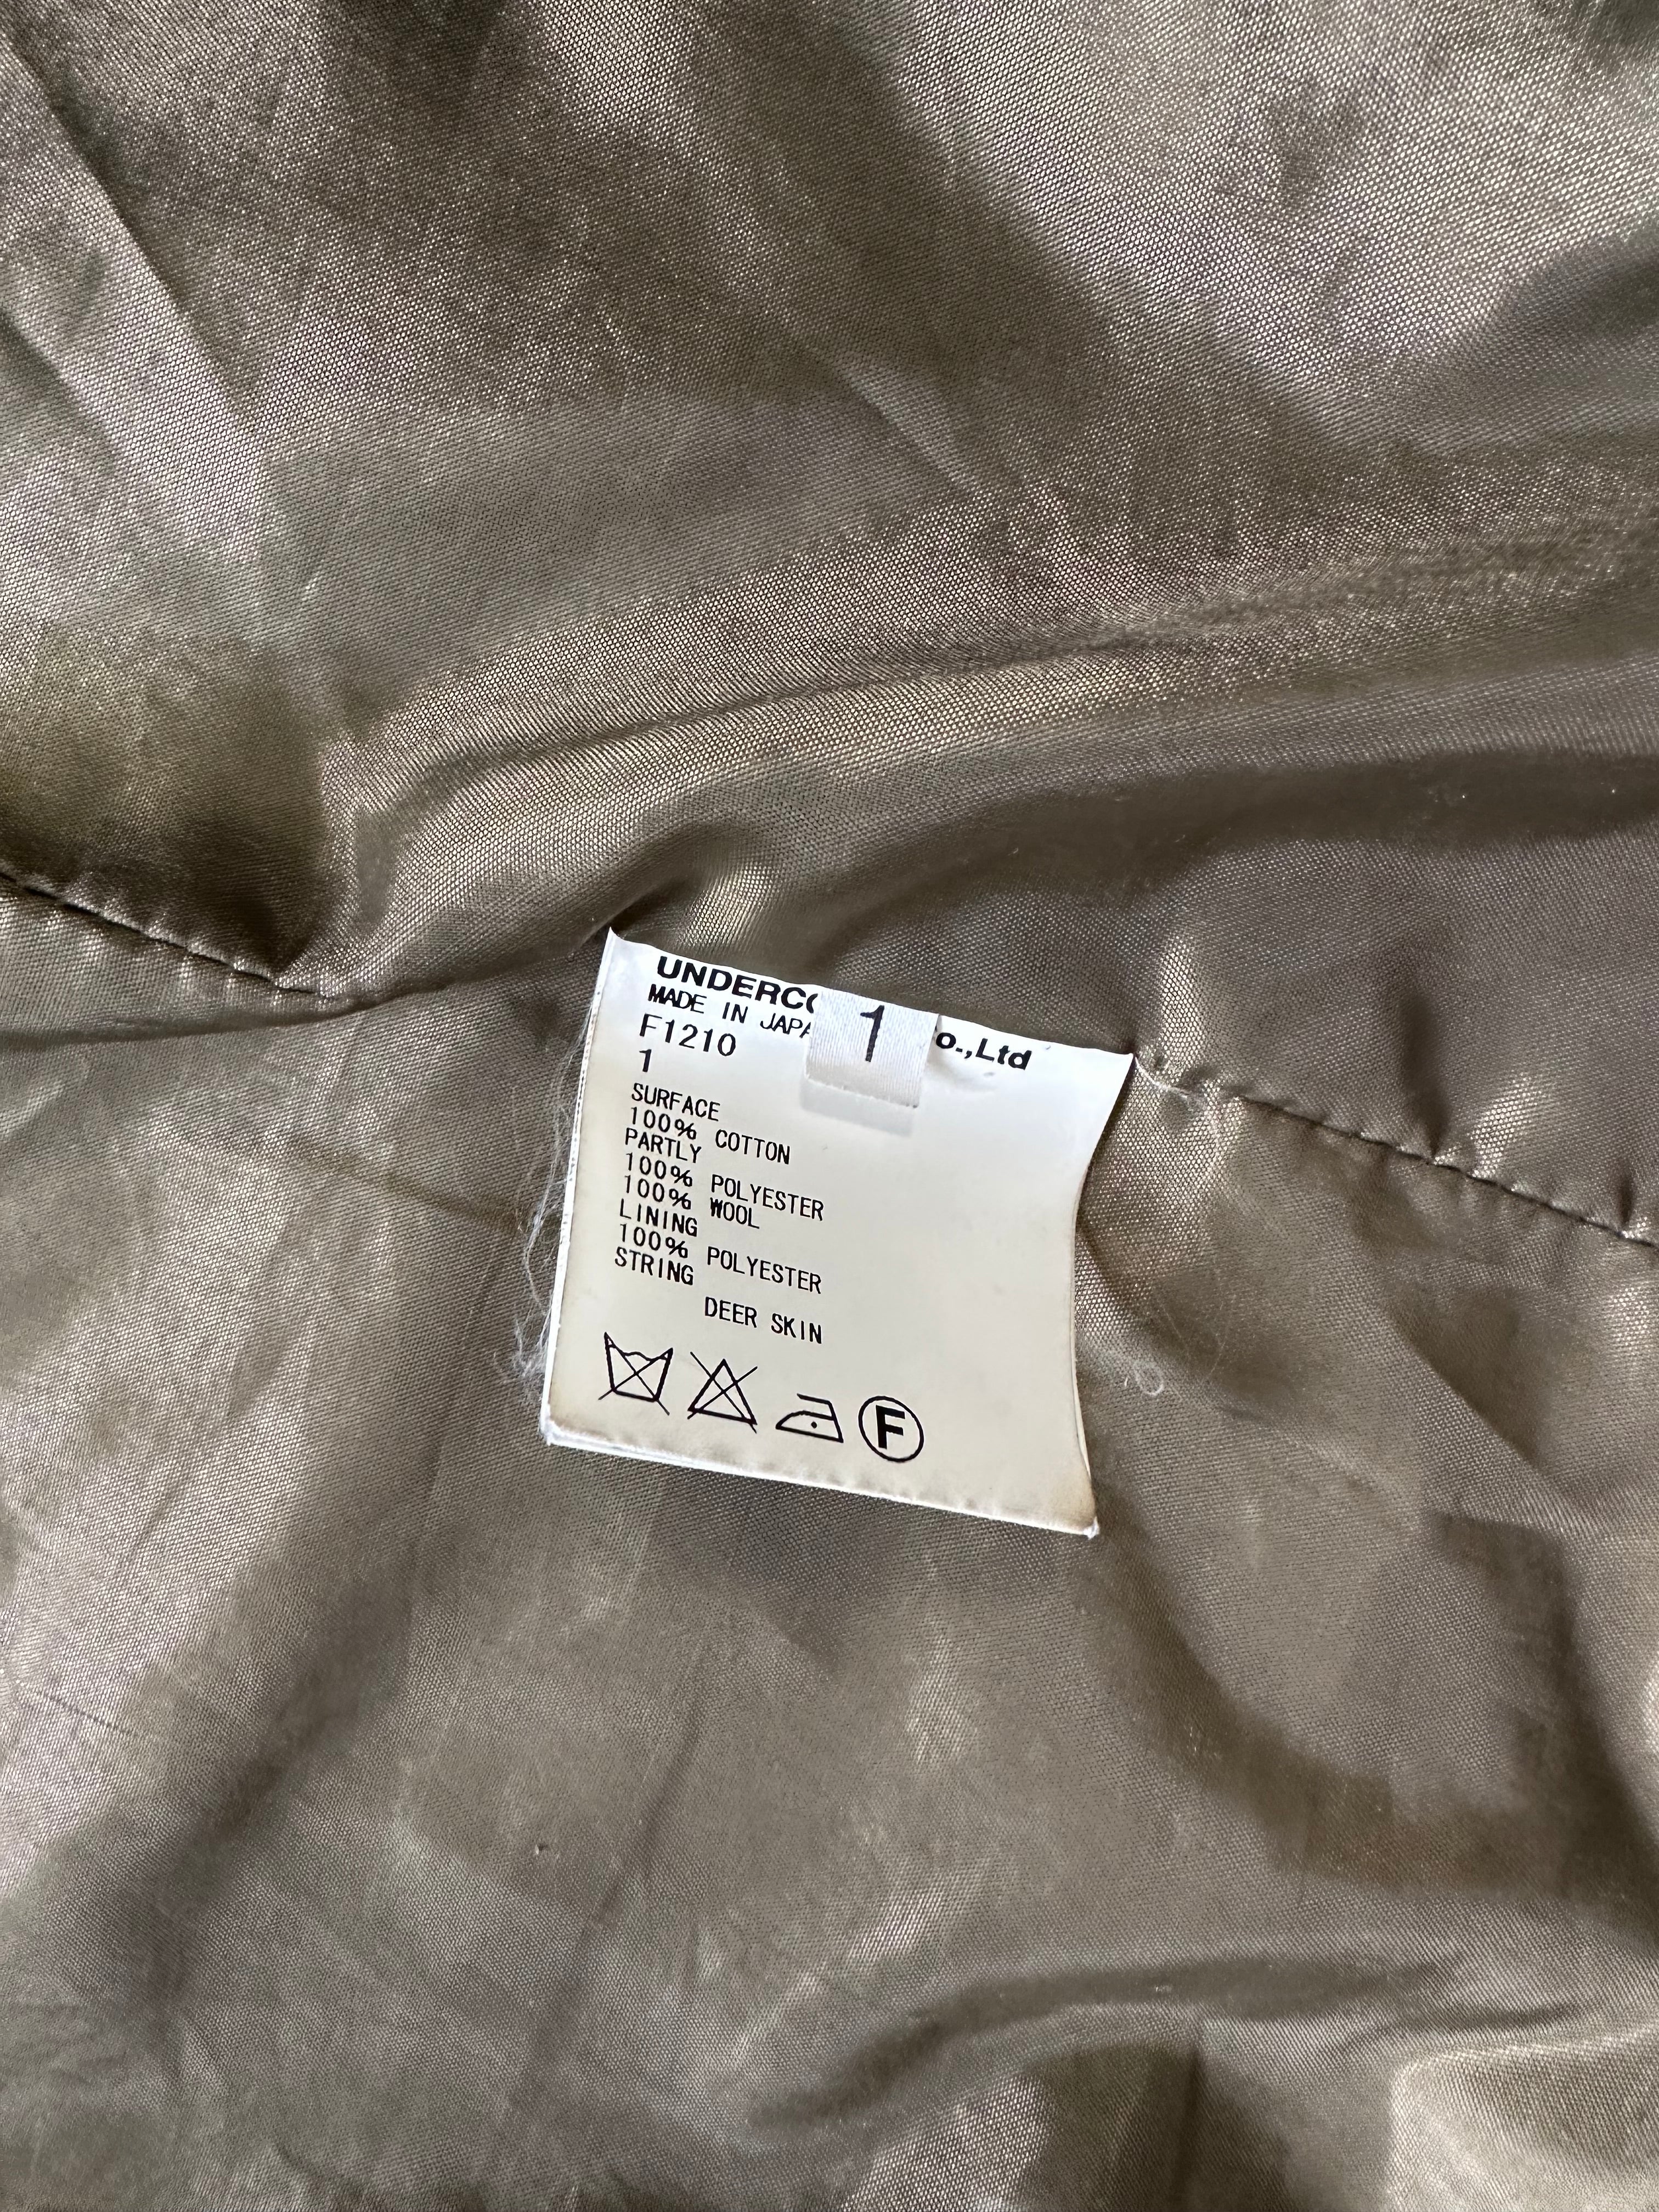 UNDERC o.,Ltd
MADE IN JAPA
1
F1210
1
SURFACE
100% COTTON
PARTLY
100% POLYESTER
100% WOOL
LINING
100% POLYESTER
STRING
DEER SKIN
F